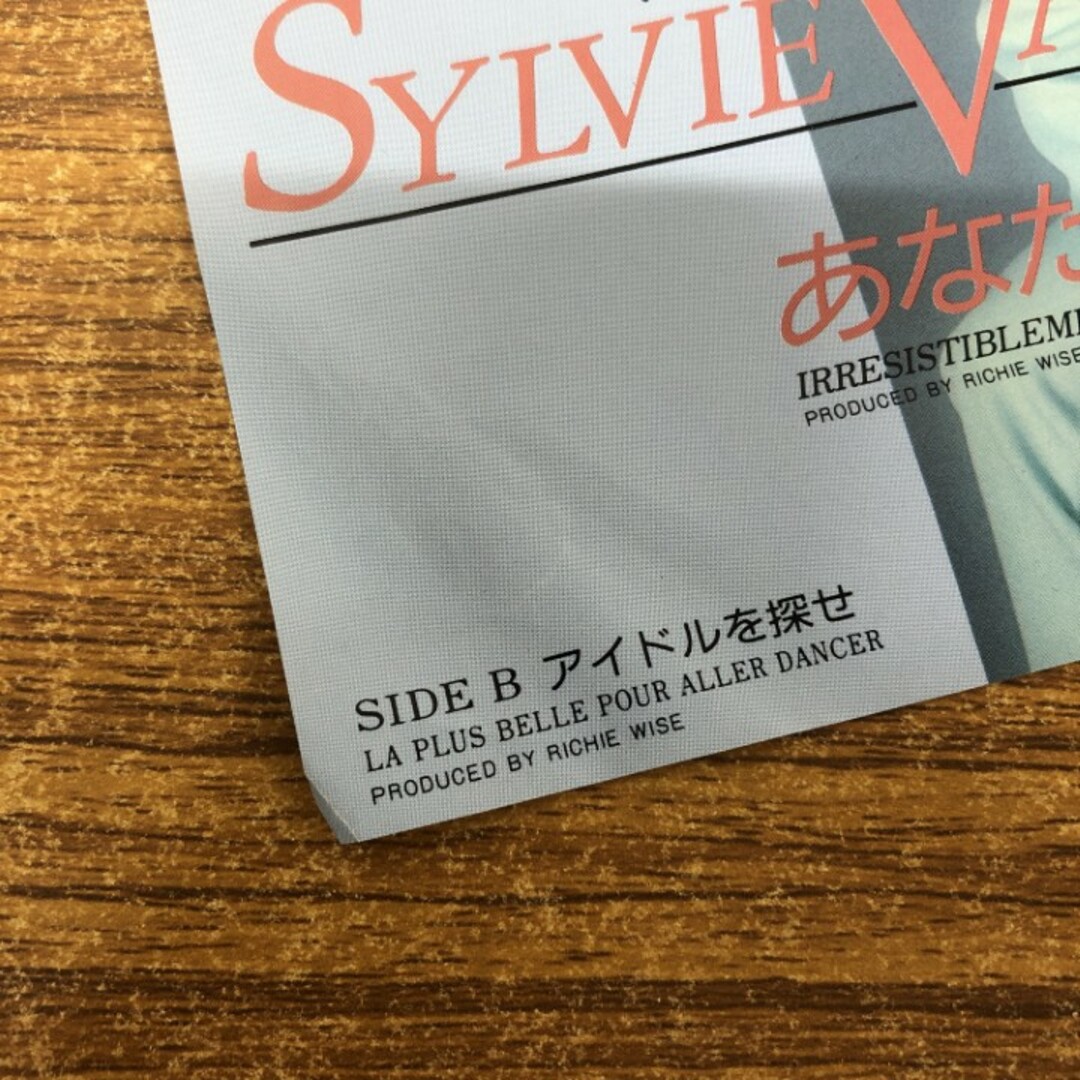 SYLVIE V
あなた
IRRESISTIBLEM
PRODUCED BY RICHIE WISE
SIDE B アイドルを探せ
LA PLUS BELLE POUR ALLER DANCER
PRODUCED BY RICHIE WISE